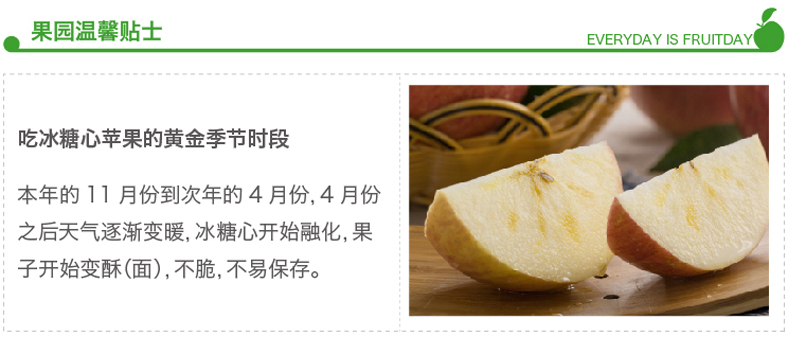 果园温馨贴士
EVERYDAY IS FRUITDAY
吃冰糖心苹果的黄金季节时段
本年的 11 月份到次年的 4 月份, 4 月份
之后天气逐渐变暖, 冰糖心开始融化, 果
子开始变酥(面), 不脆, 不易保存。